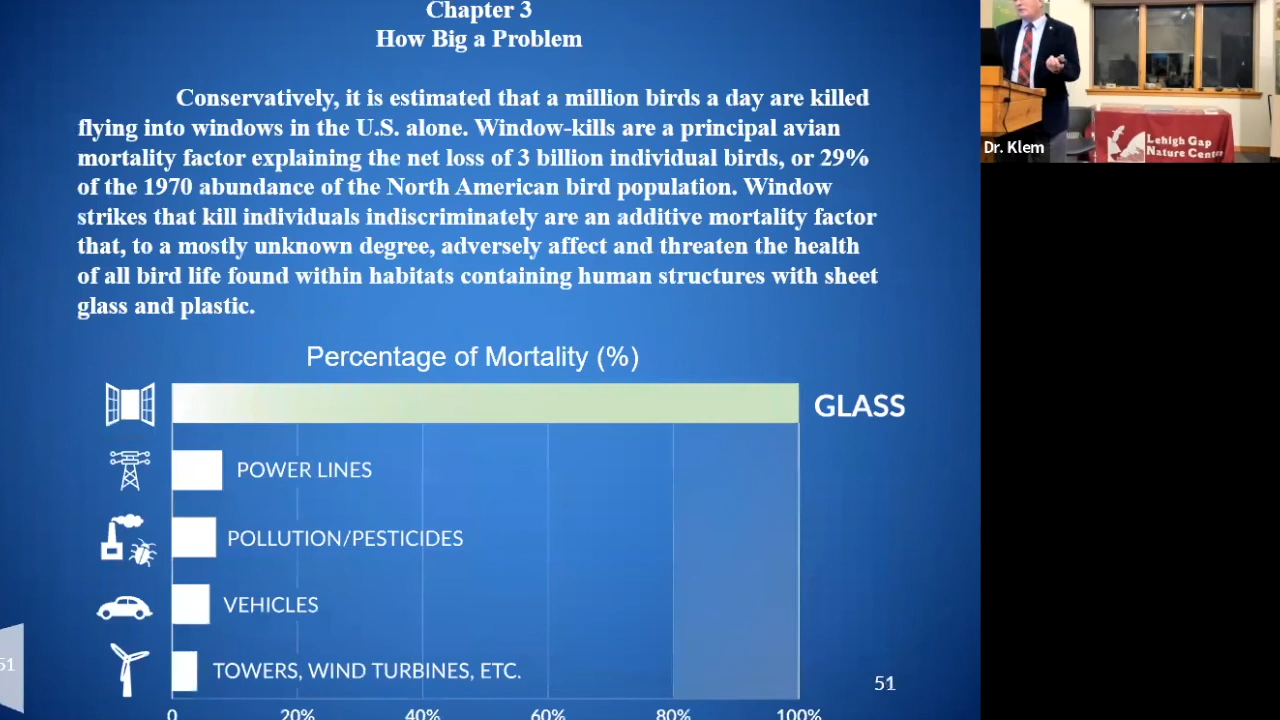 Chapter 3
How Big a Problem
Conservatively, it is estimated that a million birds a day are killed
flying into windows in the U.S. alone. Window-kills are a principal avian
mortality factor explaining the net loss of 3 billion individual birds, or 29%
of the 1970 abundance of the North American bird population. Window
strikes that kill individuals indiscriminately are an additive mortality factor
that, to a mostly unknown degree, adversely affect and threaten the health
of all bird life found within habitats containing human structures with sheet
glass and plastic.
Percentage of Mortality (%)
GLASS
POWER LINES
POLLUTION/PESTICIDES
VEHICLES
TOWERS, WIND TURBINES, ETC.
0 20% 40% 60% 80% 100%
51
51
Dr. Klem
Lehigh Gap
Nature Cente